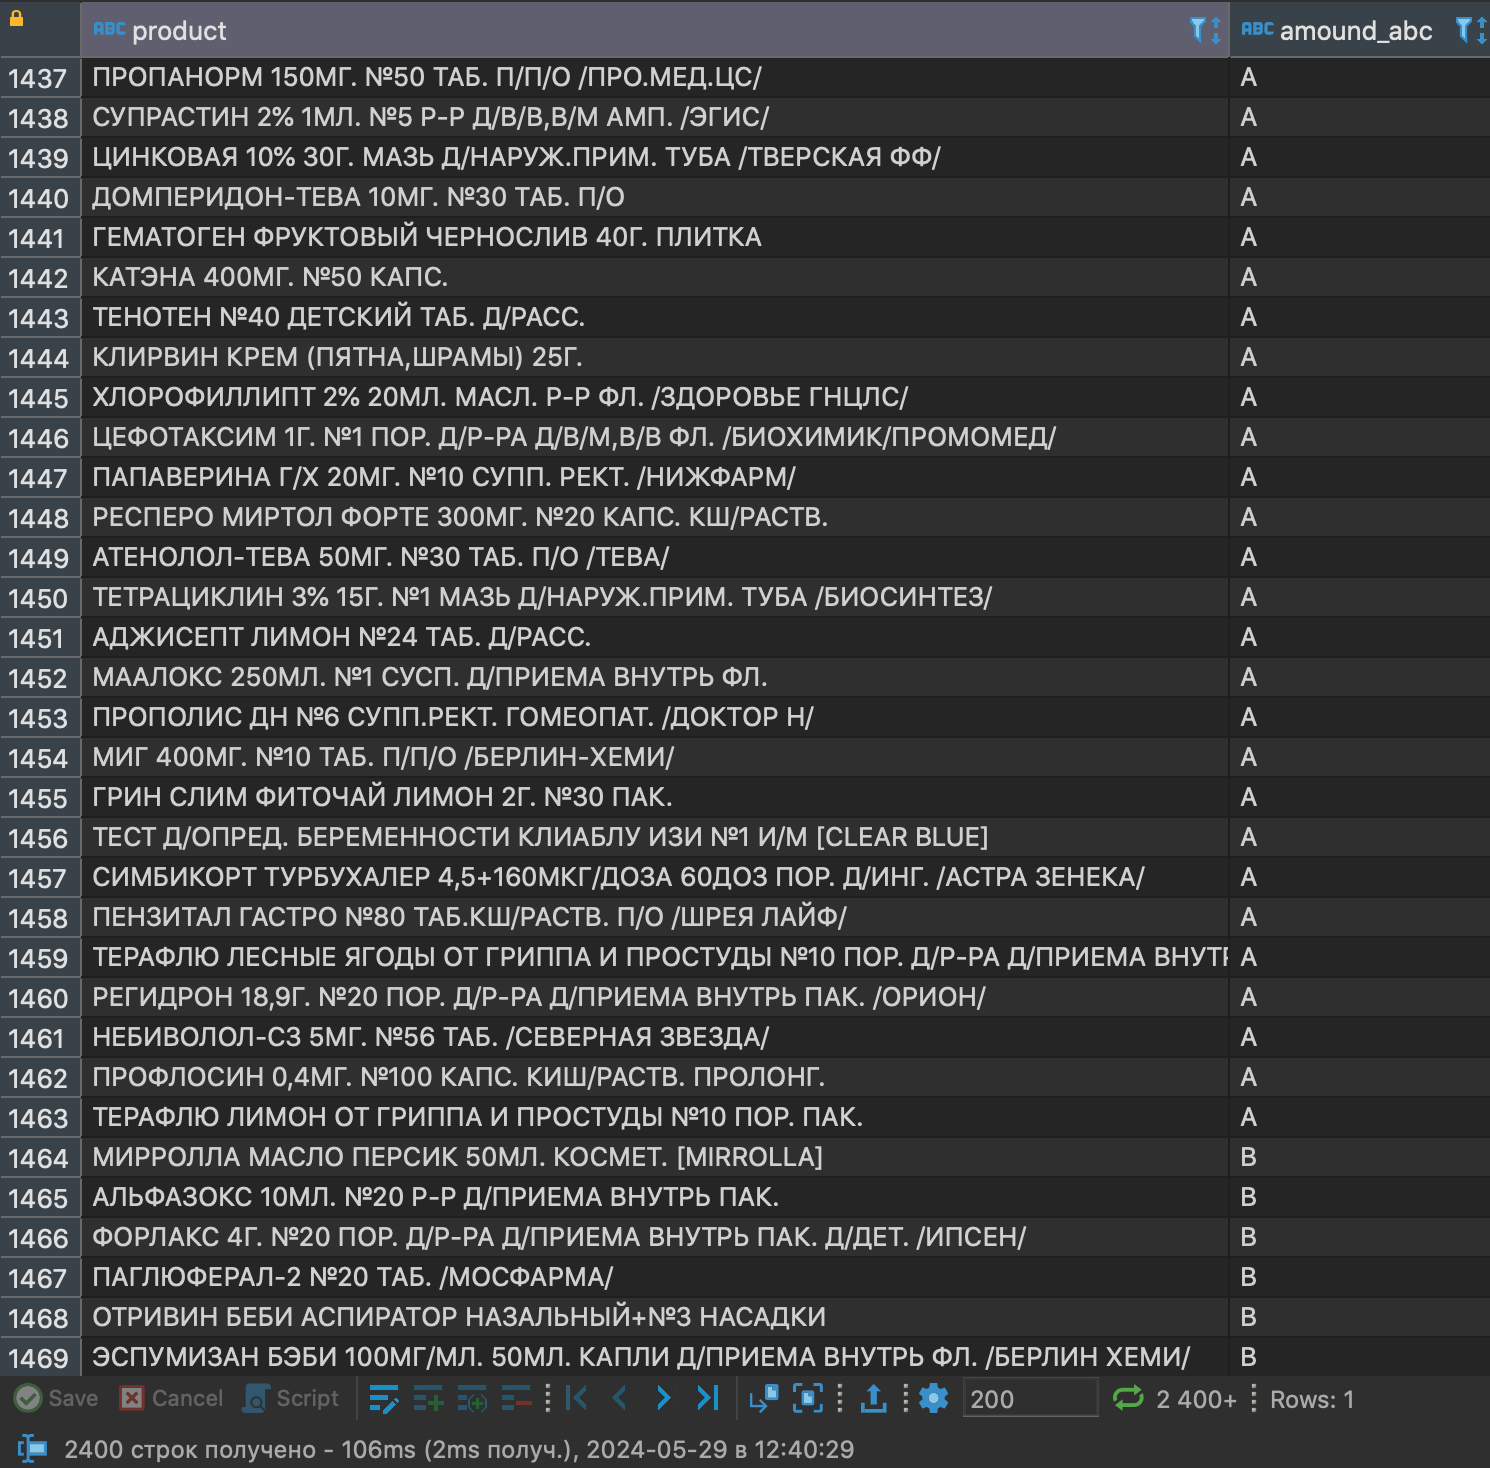 ABC product ABC amound_abc
1437 ПРОПАНОРМ 150МГ. №50 ТАБ. П/П/О /ПРО.МЕД.ЦС/ A
1438 СУПРАСТИН 2% 1МЛ. №5 Р-Р Д/В/В,В/М АМП. /ЭГИС/ A
1439 ЦИНКОВАЯ 10% 30Г. МАЗЬ Д/НАРУЖ.ПРИМ. ТУБА /ТВЕРСКАЯ ФФ/ A
1440 ДОМПЕРИДОН-ТЕВА 10МГ. №30 ТАБ. П/О A
1441 ГЕМАТОГЕН ФРУКТОВЫЙ ЧЕРНОСЛИВ 40Г. ПЛИТКА A
1442 КАТЭНА 400МГ. №50 КАПС. A
1443 ТЕНОТЕН №40 ДЕТСКИЙ ТАБ. Д/РАСС. A
1444 КЛИРВИН КРЕМ (ПЯТНА,ШРАМЫ) 25Г. A
1445 ХЛОРОФИЛЛИПТ 2% 20МЛ. МАСЛ. Р-Р ФЛ. /ЗДОРОВЬЕ ГНЦЛС/ A
1446 ЦЕФОТАКСИМ 1Г. №1 ПОР. Д/Р-РА Д/В/М,В/В ФЛ. /БИОХИМИК/ПРОМОМЕД/ A
1447 ПАПАВЕРИНА Г/Х 20МГ. №10 СУПП. РЕКТ. /НИЖФАРМ/ A
1448 РЕСПЕРО МИРТОЛ ФОРТЕ 300МГ. №20 КАПС. КШ/РАСТВ. A
1449 АТЕНОЛОЛ-ТЕВА 50МГ. №30 ТАБ. П/О /ТЕВА/ A
1450 ТЕТРАЦИКЛИН 3% 15Г. №1 МАЗЬ Д/НАРУЖ.ПРИМ. ТУБА /БИОСИНТЕЗ/ A
1451 АДЖИСЕПТ ЛИМОН №24 ТАБ. Д/РАСС. A
1452 МААЛОКС 250МЛ. №1 СУСП. Д/ПРИЕМА ВНУТРЬ ФЛ. A
1453 ПРОПОЛИС ДН №6 СУПП.РЕКТ. ГОМЕОПАТ. /ДОКТОР Н/ A
1454 МИГ 400МГ. №10 ТАБ. П/П/О /БЕРЛИН-ХЕМИ/ A
1455 ГРИН СЛИМ ФИТОЧАЙ ЛИМОН 2Г. №30 ПАК. A
1456 ТЕСТ Д/ОПРЕД. БЕРЕМЕННОСТИ КЛИАБЛУ ИЗИ №1 И/М [CLEAR BLUE] A
1457 СИМБИКОРТ ТУРБУХАЛЕР 4,5+160МКГ/ДОЗА 60ДОЗ ПОР. Д/ИНГ. /АСТРА ЗЕНЕКА/ A
1458 ПЕНЗИТАЛ ГАСТРО №80 ТАБ.КШ/РАСТВ. П/О /ШРЕЯ ЛАЙФ/ A
1459 ТЕРАФЛЮ ЛЕСНЫЕ ЯГОДЫ ОТ ГРИППА И ПРОСТУДЫ №10 ПОР. Д/Р-РА Д/ПРИЕМА ВНУТР A
1460 РЕГИДРОН 18,9Г. №20 ПОР. Д/Р-РА Д/ПРИЕМА ВНУТРЬ ПАК. /ОРИОН/ A
1461 НЕБИВОЛОЛ-СЗ 5МГ. №56 ТАБ. /СЕВЕРНАЯ ЗВЕЗДА/ A
1462 ПРОФЛОСИН 0,4МГ. №100 КАПС. КИШ/РАСТВ. ПРОЛОНГ. A
1463 ТЕРАФЛЮ ЛИМОН ОТ ГРИППА И ПРОСТУДЫ №10 ПОР. ПАК. A
1464 МИРРОЛЛА МАСЛО ПЕРСИК 50МЛ. КОСМЕТ. [MIRROLLA] B
1465 АЛЬФАЗОКС 10МЛ. №20 Р-Р Д/ПРИЕМА ВНУТРЬ ПАК. B
1466 ФОРЛАКС 4Г. №20 ПОР. Д/Р-РА Д/ПРИЕМА ВНУТРЬ ПАК. Д/ДЕТ. /ИПСЕН/ B
1467 ПАГЛЮФЕРАЛ-2 №20 ТАБ. /МОСФАРМА/ B
1468 ОТРИВИН БЕБИ АСПИРАТОР НАЗАЛЬНЫЙ+№3 НАСАДКИ B
1469 ЭСПУМИЗАН БЭБИ 100МГ/МЛ. 50МЛ. КАПЛИ Д/ПРИЕМА ВНУТРЬ ФЛ. /БЕРЛИН ХЕМИ/ B
Save Cancel Script 200 2 400+ Rows: 1
2400 строк получено - 106ms (2ms получ.), 2024-05-29 в 12:40:29